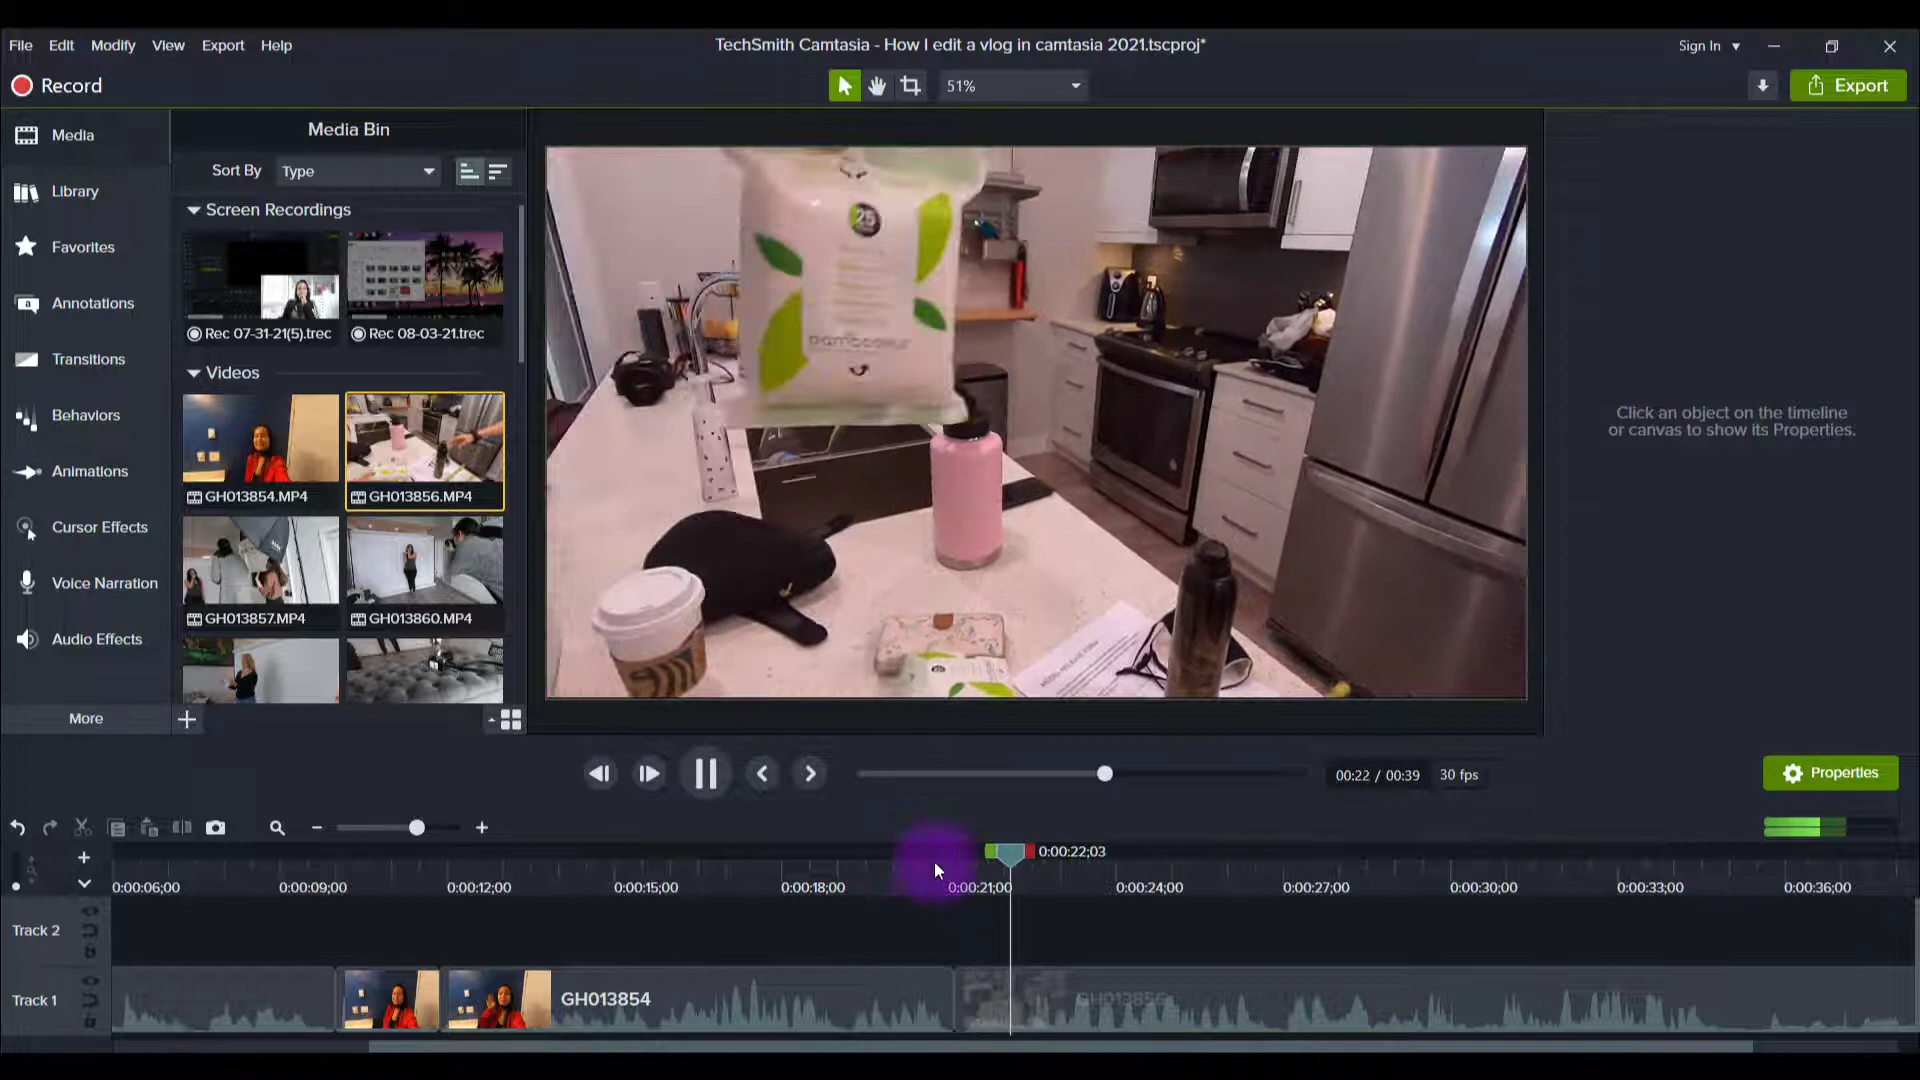 File Edit Modify View Export Help
TechSmith Camtasia - How I edit a vlog in camtasia 2021.tscproj*
Sign In
Record
51%
Export
Media
Library
Favorites
Annotations
Transitions
Behaviors
Animations
Cursor Effects
Voice Narration
Audio Effects
More
Media Bin
Sort By Type
Screen Recordings
Rec 07-31-21(5).trec
Rec 08-03-21.trec
Videos
GH013854.MP4
GH013856.MP4
GH013857.MP4
GH013860.MP4
25
Click an object on the timeline
or canvas to show its Properties.
00:22 / 00:39 30 fps
Properties
0:00:22;03
0:00:06;00 0:00:09;00 0:00:12;00 0:00:15;00 0:00:18;00 0:00:21;00 0:00:24;00 0:00:27;00 0:00:30;00 0:00:33;00 0:00:36;00
Track 2
Track 1
GH013854
GH013856